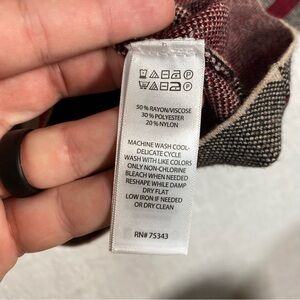 50% RAYON/VISCOSE
30% POLYESTER
20% NYLON
MACHINE WASH COOL-
DELICATE CYCLE
WASH WITH LIKE COLORS
ONLY NON-CHLORINE
BLEACH WHEN NEEDED
RESHAPE WHILE DAMP
DRY FLAT
LOW IRON IF NEEDED
OR DRY CLEAN
RN# 75343